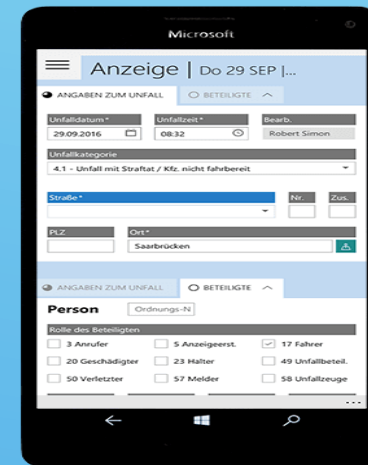 Microsoft
Anzeige | Do 29 SEP |...
ANGABEN ZUM UNFALL BETEILIGTE
Unfalldatum* Unfallzeit* Bearb.
29.09.2016 08:32 Robert Simon
Unfallkategorie
4.1 - Unfall mit Straftat / Kfz. nicht fahrbereit
Straße* Nr. Zus.
PLZ Ort*
Saarbrücken
ANGABEN ZUM UNFALL BETEILIGTE
Person Ordnungs-N
Rolle des Beteiligten
3 Anrufer 5 Anzeigeerst. 17 Fahrer
20 Geschädigter 23 Halter 49 Unfallbeteil.
50 Verletzter 57 Melder 58 Unfallzeuge
...